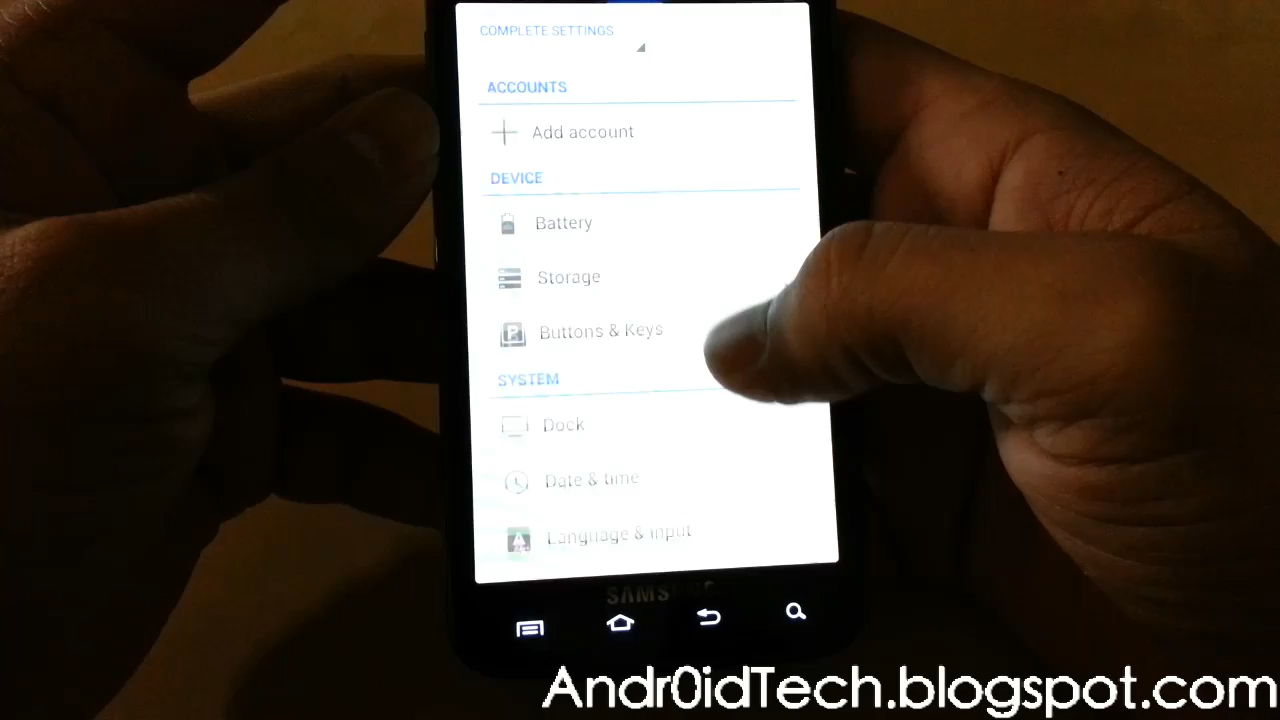 COMPLETE SETTINGS
ACCOUNTS
Add account
DEVICE
Battery
Storage
Buttons & Keys
SYSTEM
Dock
Date & time
Language & input
SAMSUNG
Andr0idTech.blogspot.com